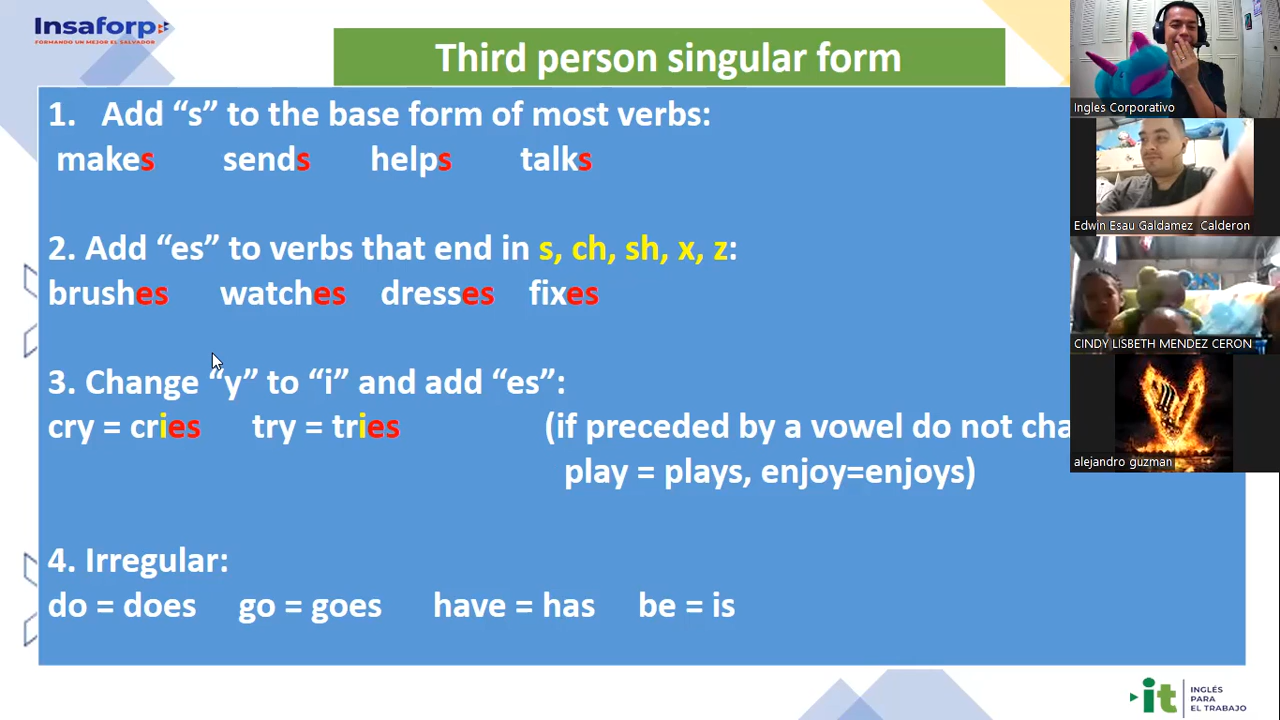 Insaforp
FORMANDO UN MEJOR EL SALVADOR
Third person singular form
1. Add “s” to the base form of most verbs:
makes sends helps talks
2. Add “es” to verbs that end in s, ch, sh, x, z:
brushes watches dresses fixes
3. Change “y” to “i” and add “es”:
cry = cries try = tries (if preceded by a vowel do not cha
play = plays, enjoy=enjoys)
4. Irregular:
do = does go = goes have = has be = is
Ingles Corporativo
Edwin Esau Galdamez Calderon
CINDY LISBETH MENDEZ CERON
alejandro guzman
it
INGLÉS
PARA
EL TRABAJO